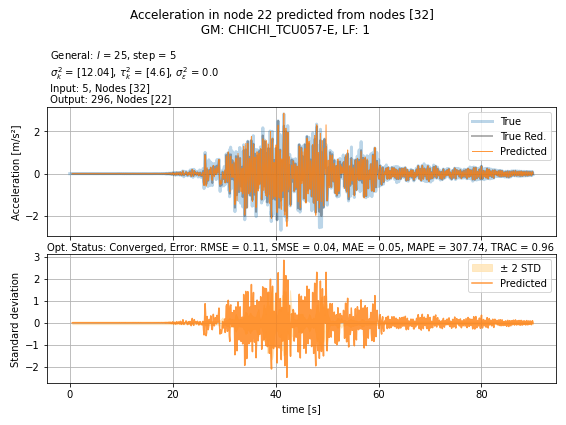 Acceleration in node 22 predicted from nodes [32]
GM: CHICHI_TCU057-E, LF: 1
General: l = 25, step = 5
σ²ₖ = [12.04], τ²ₖ = [4.6], σ²ₑ = 0.0
Input: 5, Nodes [32]
Output: 296, Nodes [22]
Acceleration [m/s²]
2
0
−2
True
True Red.
Predicted
Opt. Status: Converged, Error: RMSE = 0.11, SMSE = 0.04, MAE = 0.05, MAPE = 307.74, TRAC = 0.96
Standard deviation
3
2
1
0
−1
−2
± 2 STD
Predicted
0 20 40 60 80
time [s]